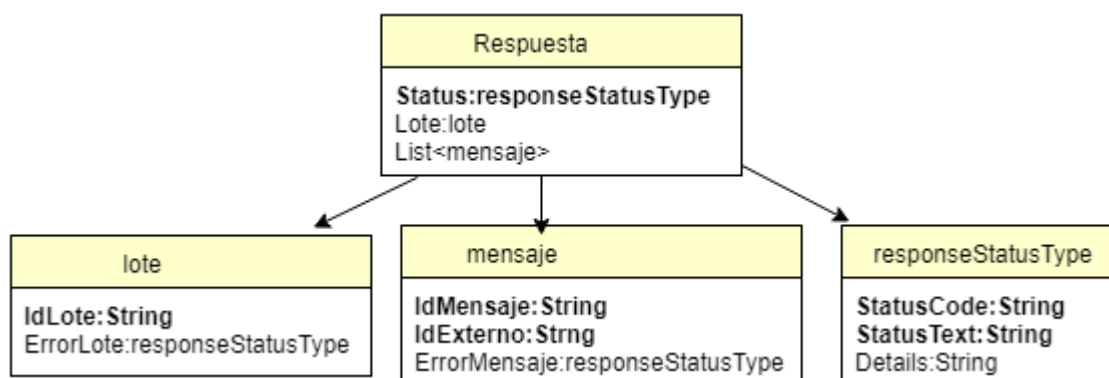 Respuesta
Status:responseStatusType
Lote:lote
List<mensaje>
lote
IdLote:String
ErrorLote:responseStatusType
mensaje
IdMensaje:String
IdExterno:Strng
ErrorMensaje:responseStatusType
responseStatusType
StatusCode:String
StatusText:String
Details:String